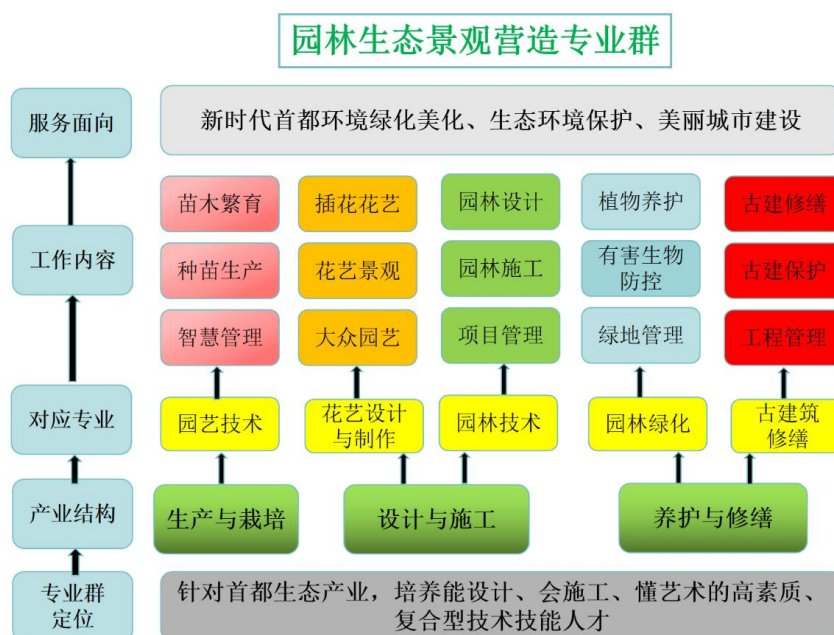 园林生态景观营造专业群
服务面向
新时代首都环境绿化美化、生态环境保护、美丽城市建设
工作内容
苗木繁育
插花花艺
园林设计
植物养护
古建修缮
种苗生产
花艺景观
园林施工
有害生物
防控
古建保护
智慧管理
大众园艺
项目管理
绿地管理
工程管理
对应专业
园艺技术
花艺设计
与制作
园林技术
园林绿化
古建筑
修缮
产业结构
生产与栽培
设计与施工
养护与修缮
专业群
定位
针对首都生态产业，培养能设计、会施工、懂艺术的高素质、
复合型技术技能人才